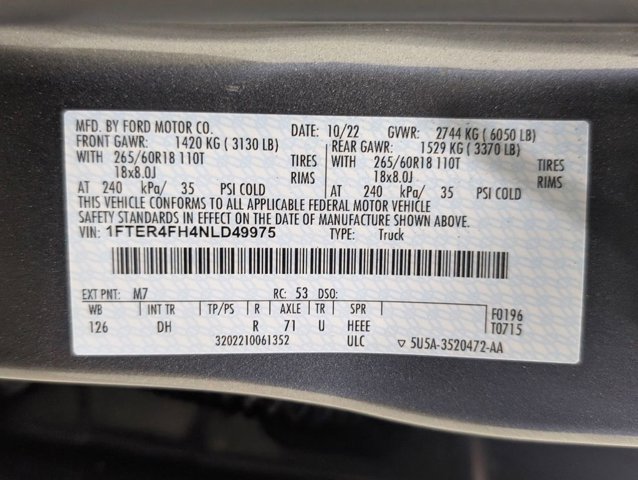 MFD. BY FORD MOTOR CO. DATE: 10/22 GVWR: 2744 KG ( 6050 LB)
FRONT GAWR: 1420 KG ( 3130 LB) REAR GAWR: 1529 KG ( 3370 LB)
WITH 265/60R18 110T TIRES WITH 265/60R18 110T TIRES
18x8.0J RIMS 18x8.0J RIMS
AT 240 kPa/ 35 PSI COLD AT 240 kPa/ 35 PSI COLD
THIS VEHICLE CONFORMS TO ALL APPLICABLE FEDERAL MOTOR VEHICLE
SAFETY STANDARDS IN EFFECT ON THE DATE OF MANUFACTURE SHOWN ABOVE.
VIN: 1FTER4FH4NLD49975 TYPE: Truck
EXT PNT: M7 RC: 53 DSO:
WB INT TR TP/PS R AXLE TR SPR F0196
126 DH R 71 U HEEE T0715
3202210061352 ULC ▽ 5U5A-3520472-AA